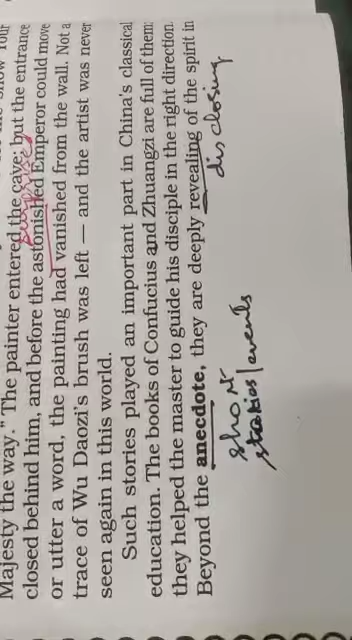 Majesty the way." The painter entered the cave; but the entrance
closed behind him, and before the astonished Emperor could move
or utter a word, the painting had vanished from the wall. Not a
trace of Wu Daozi's brush was left — and the artist was never
seen again in this world.
Such stories played an important part in China's classical
education. The books of Confucius and Zhuangzi are full of them;
they helped the master to guide his disciple in the right direction.
Beyond the anecdote, they are deeply revealing of the spirit in
short
stories/events
disclosing